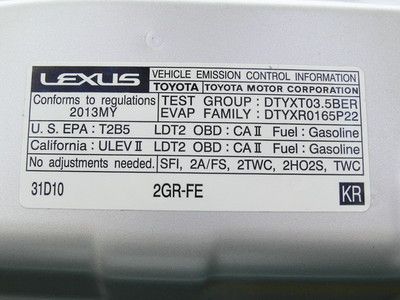 LEXUS VEHICLE EMISSION CONTROL INFORMATION
TOYOTA TOYOTA MOTOR CORPORATION
Conforms to regulations TEST GROUP : DTYXT03.5BER
2013MY EVAP FAMILY : DTYXR0165P22
U. S. EPA : T2B5 LDT2 OBD : CA II Fuel : Gasoline
California : ULEV II LDT2 OBD : CA II Fuel : Gasoline
No adjustments needed. SFI, 2A/FS, 2TWC, 2HO2S, TWC
31D10 2GR-FE KR